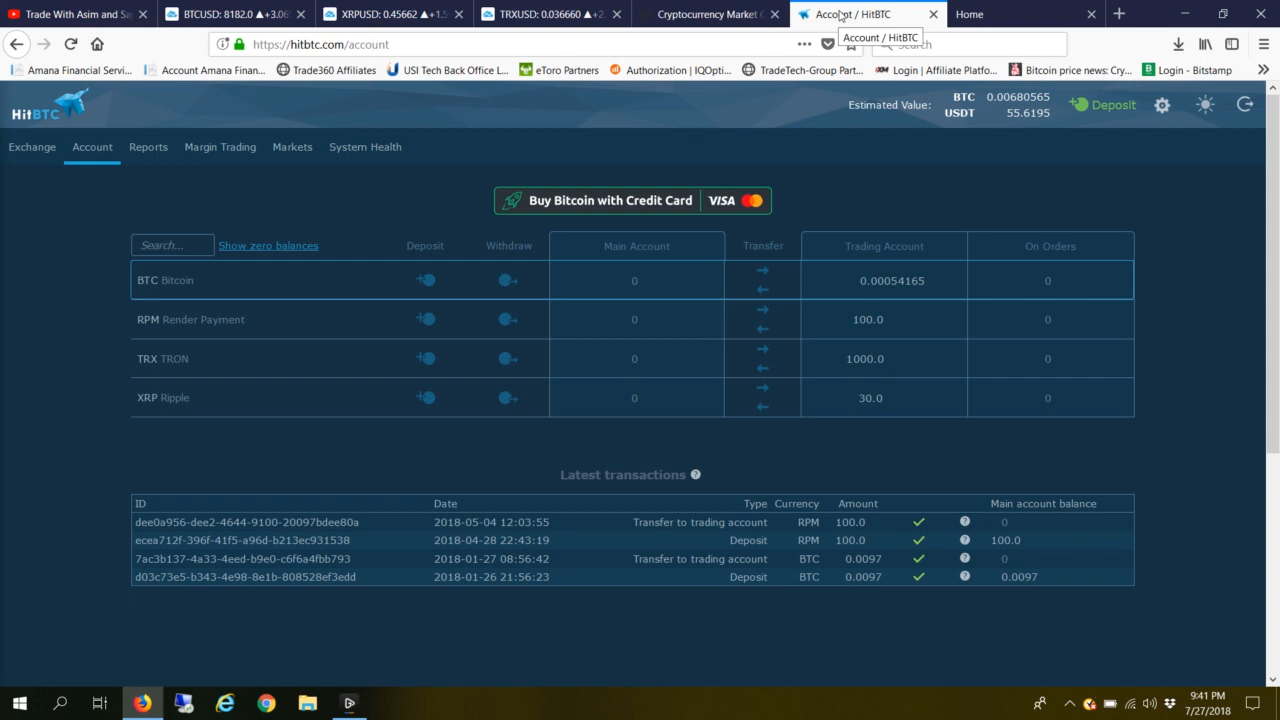 Trade With Asim and Sa
BTCUSD: 8182.0 ▲+3.06
XRPUSD: 0.45662 ▲+1.5
TRXUSD: 0.036660 ▲+2
Cryptocurrency Market C
Account / HitBTC
Home
https://hitbtc.com/account
Account / HitBTC
Search
Amana Financial Servi...
Account Amana Finan...
Trade360 Affiliates
USI Tech Back Office L...
eToro Partners
Authorization | IQOpti...
TradeTech-Group Part...
Login | Affiliate Platfo...
Bitcoin price news: Cry...
Login - Bitstamp
HitBTC
Estimated Value:
BTC 0.00680565
USDT 55.6195
Deposit
Exchange
Account
Reports
Margin Trading
Markets
System Health
Buy Bitcoin with Credit Card VISA
Search... Show zero balances Deposit Withdraw Main Account Transfer Trading Account On Orders
BTC Bitcoin 0 0.00054165 0
RPM Render Payment 0 100.0 0
TRX TRON 0 1000.0 0
XRP Ripple 0 30.0 0
Latest transactions
ID Date Type Currency Amount Main account balance
dee0a956-dee2-4644-9100-20097bdee80a 2018-05-04 12:03:55 Transfer to trading account RPM 100.0 0
ecea712f-396f-41f5-a96d-b213ec931538 2018-04-28 22:43:19 Deposit RPM 100.0 100.0
7ac3b137-4a33-4eed-b9e0-c6f6a4fbb793 2018-01-27 08:56:42 Transfer to trading account BTC 0.0097 0
d03c73e5-b343-4e98-8e1b-808528ef3edd 2018-01-26 21:56:23 Deposit BTC 0.0097 0.0097
9:41 PM
7/27/2018